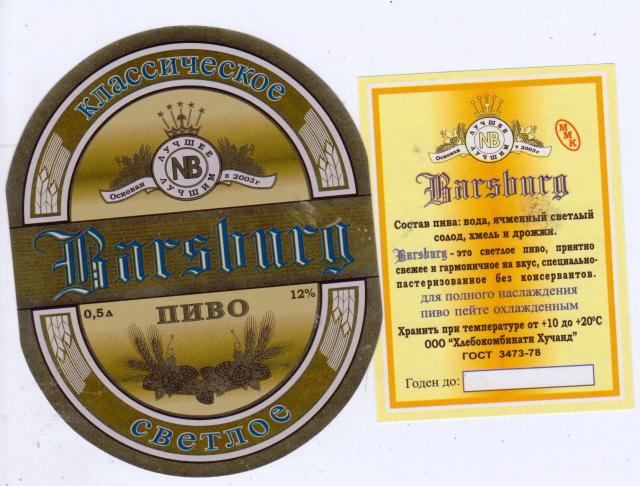 классическое
ЛУЧШЕЕ
NB
ЛУЧШИМ
Основан в 2003г
Barsburg
0,5л
ПИВО
12%
светлое
ЛУЧШЕЕ
NB
ЛУЧШИМ
Основан в 2003г
ММК
Barsburg
Состав пива: вода, ячменный светлый
солод, хмель и дрожжи.
Barsburg - это светлое пиво, приятно
свежее и гармоничное на вкус, специально-
пастеризованное без консервантов.
для полного наслаждения
пиво пейте охлажденным
Хранить при температуре от +10 до +20°С
ООО "Хлебокомбинати Хучанд"
ГОСТ 3473-78
Годен до: